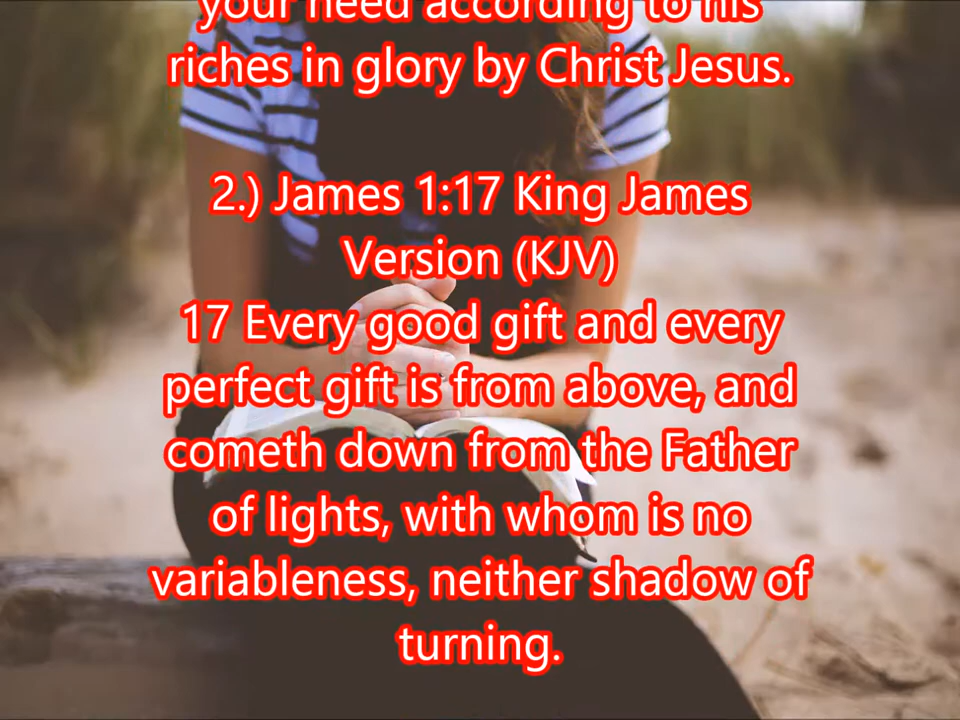 your need according to his
riches in glory by Christ Jesus.
2.) James 1:17 King James
Version (KJV)
17 Every good gift and every
perfect gift is from above, and
cometh down from the Father
of lights, with whom is no
variableness, neither shadow of
turning.